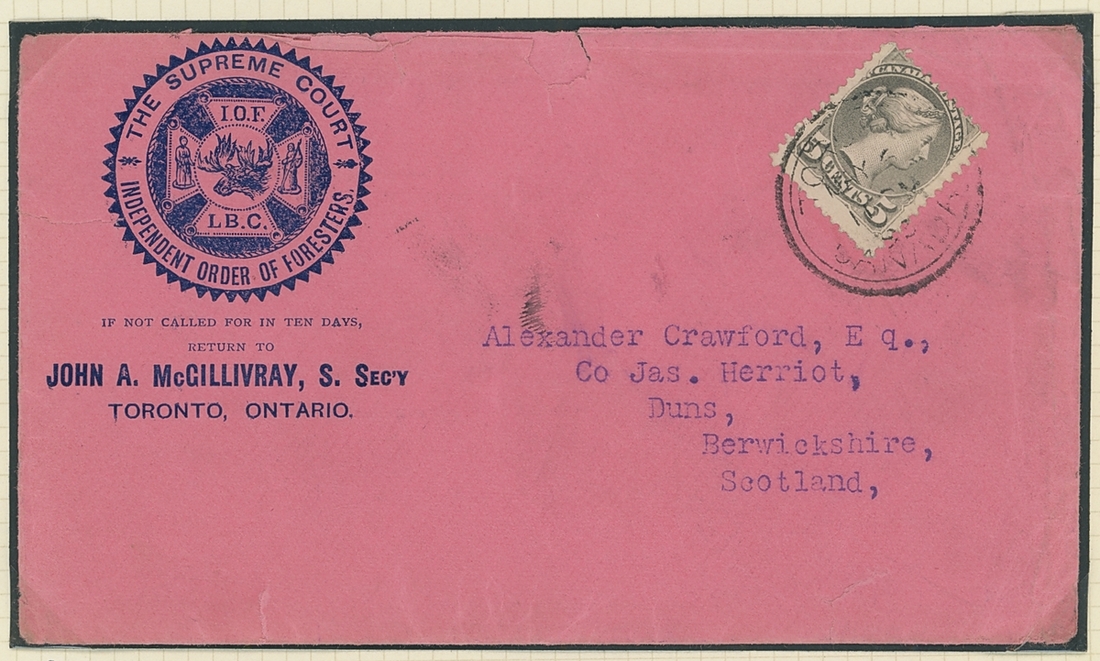 THE SUPREME COURT
INDEPENDENT ORDER OF FORESTERS.
I.O.F.
L.B.C.
IF NOT CALLED FOR IN TEN DAYS,
RETURN TO
JOHN A. McGILLIVRAY, S. SEC'Y
TORONTO, ONTARIO.
CANADA POSTAGE
5 CENTS 5
CANADA
Alexander Crawford, E q.,
Co Jas. Herriot,
Duns,
Berwickshire,
Scotland,